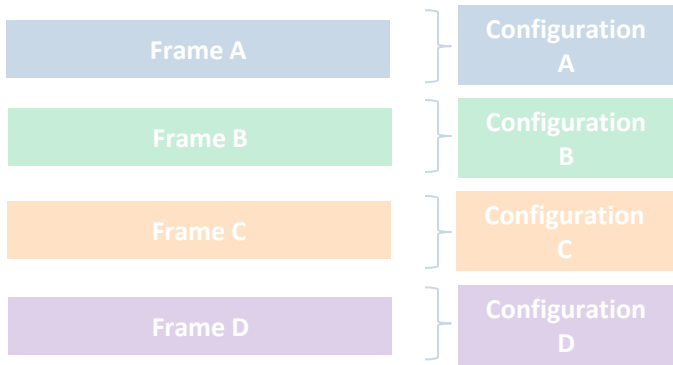 Frame A
Configuration
A
Frame B
Configuration
B
Frame C
Configuration
C
Frame D
Configuration
D